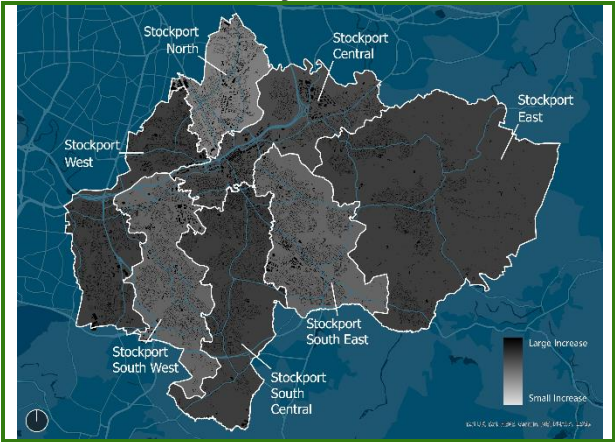 Stockport
North
Stockport
Central
Stockport
East
Stockport
West
Stockport
South East
Stockport
South West
Stockport
South
Central
Large Increase
Small Increase